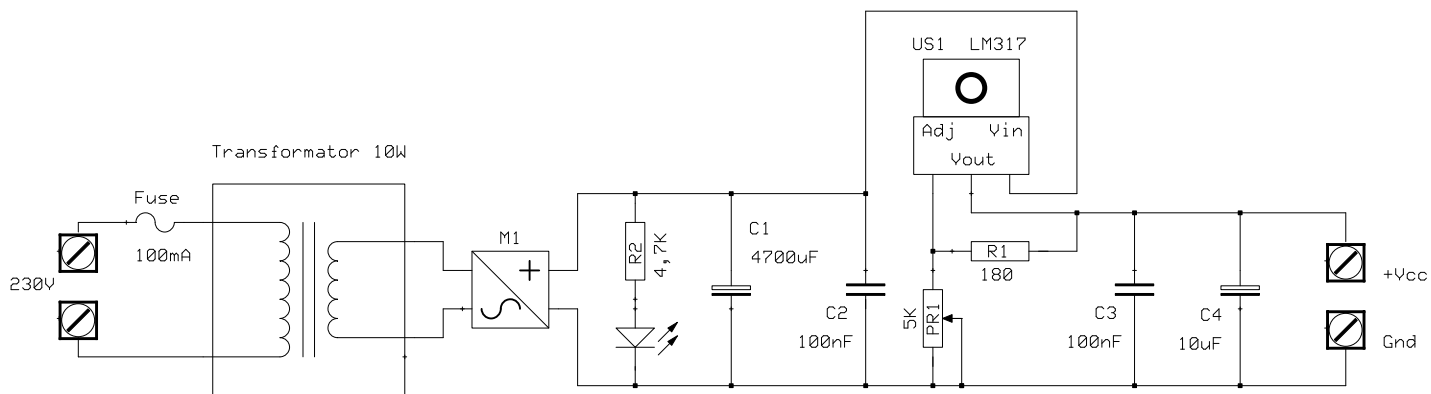 US1 LM317
Adj Vin
Vout
Transformator 10W
Fuse
100mA
230V
M1
R2
4,7K
C1
4700uF
C2
100nF
R1
180
5K
PR1
C3
100nF
C4
10uF
+Vcc
Gnd